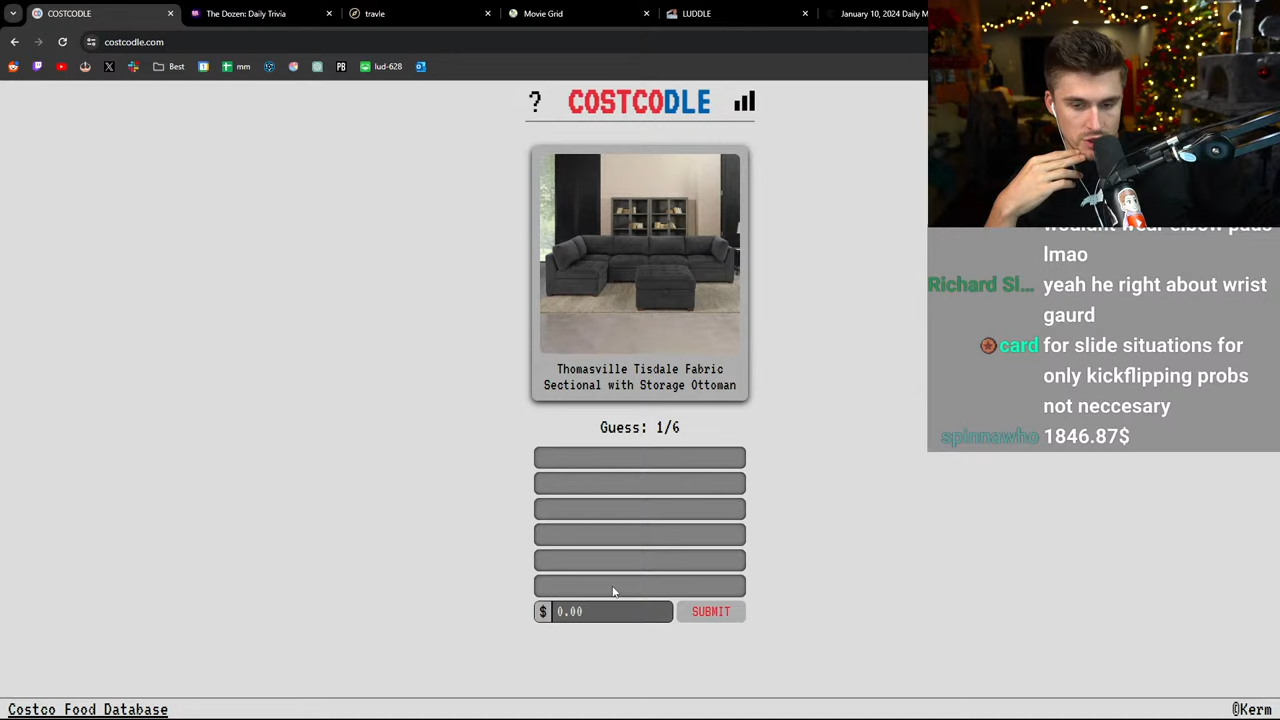 COSTCODLE
The Dozen: Daily Trivia
travle
Movie Grid
LUDDLE
January 10, 2024 Daily M
costcodle.com
Best
mm
lud-628
? COSTCODLE
Thomasville Tisdale Fabric
Sectional with Storage Ottoman
Guess: 1/6
$ 0.00 SUBMIT
lmao
Richard Sl... yeah he right about wrist
gaurd
card for slide situations for
only kickflipping probs
not neccesary
spinnawho 1846.87$
Costco Food Database
@Kerm